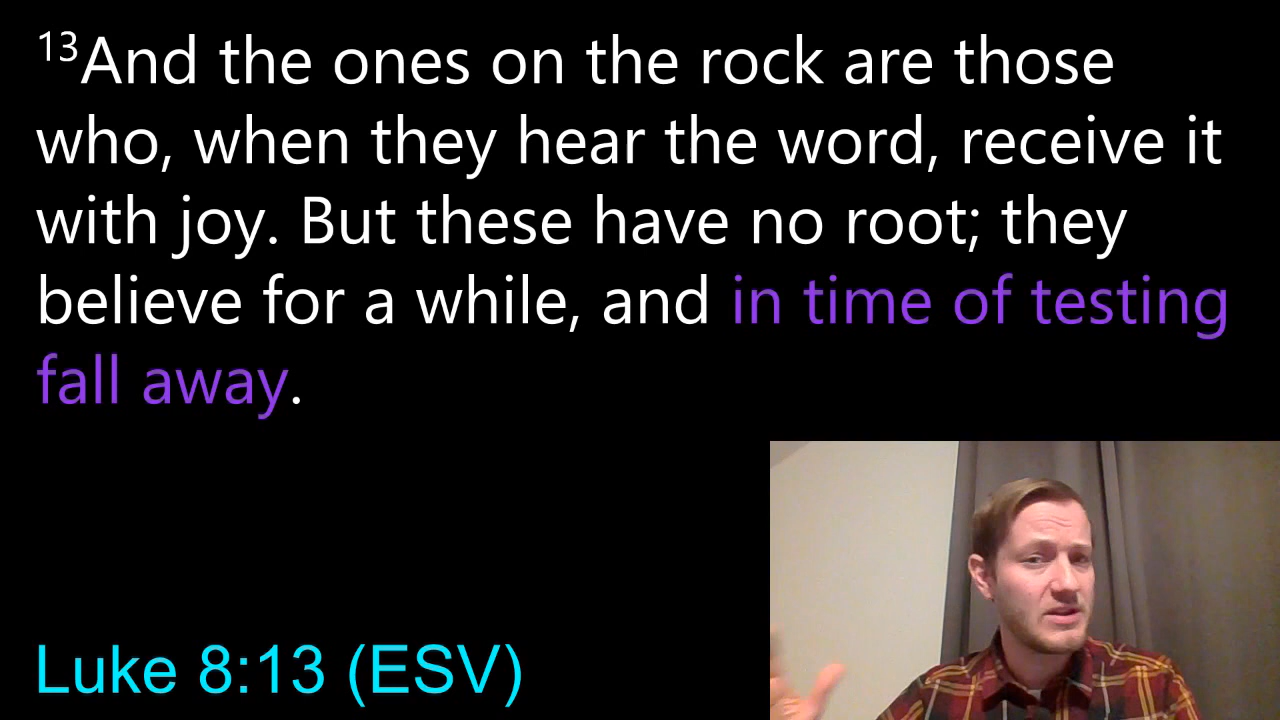 13And the ones on the rock are those
who, when they hear the word, receive it
with joy. But these have no root; they
believe for a while, and in time of testing
fall away.
Luke 8:13 (ESV)